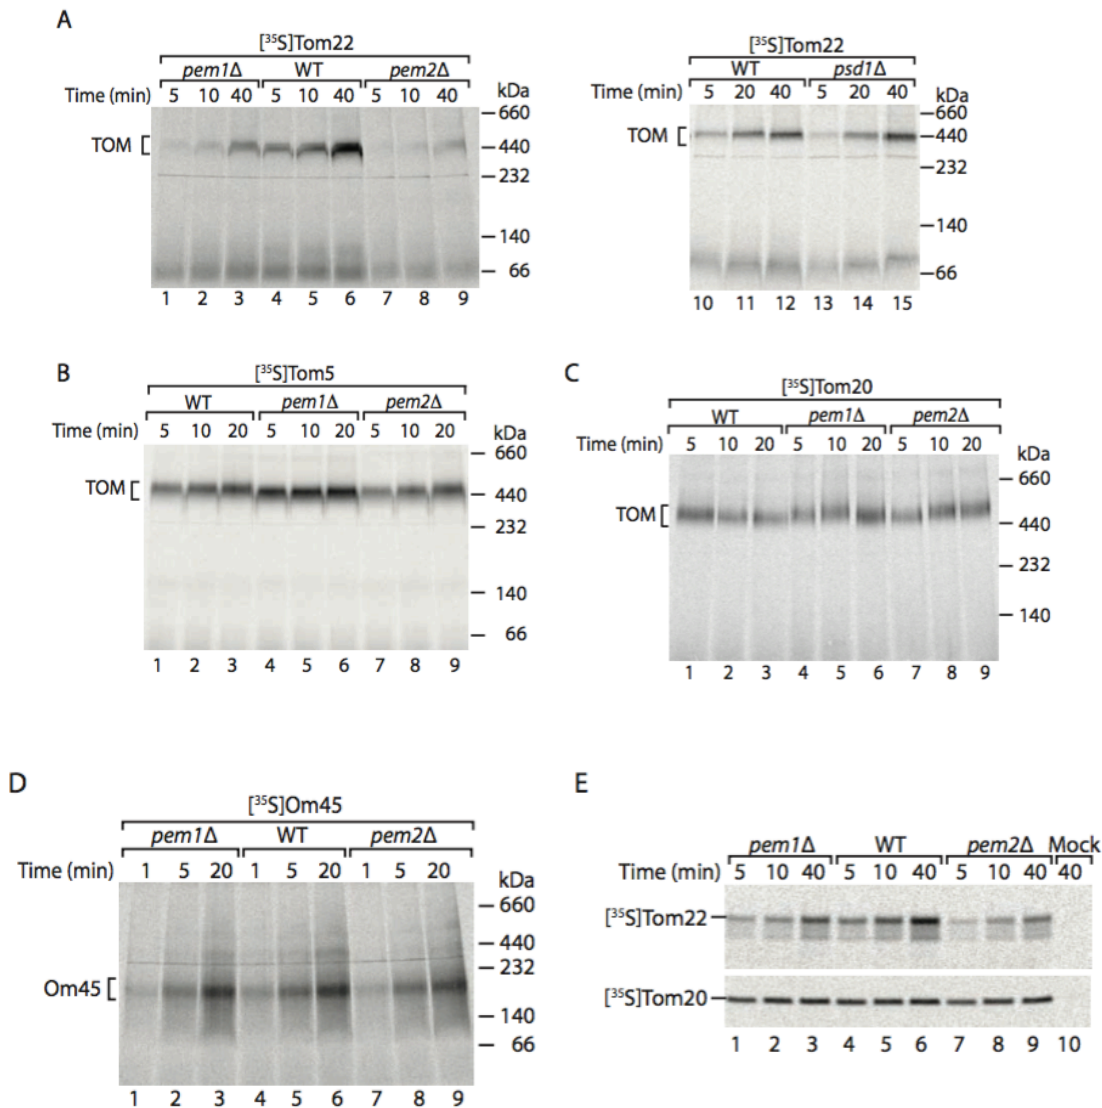 A
[³⁵S]Tom22
pem1Δ WT pem2Δ
Time (min) 5 10 40 5 10 40 5 10 40 kDa
TOM
660
440
232
140
66
1 2 3 4 5 6 7 8 9
[³⁵S]Tom22
WT psd1Δ
Time (min) 5 20 40 5 20 40 kDa
TOM
660
440
232
140
66
10 11 12 13 14 15
B
[³⁵S]Tom5
WT pem1Δ pem2Δ
Time (min) 5 10 20 5 10 20 5 10 20 kDa
TOM
660
440
232
140
66
1 2 3 4 5 6 7 8 9
C
[³⁵S]Tom20
WT pem1Δ pem2Δ
Time (min) 5 10 20 5 10 20 5 10 20 kDa
TOM
660
440
232
140
1 2 3 4 5 6 7 8 9
D
[³⁵S]Om45
pem1Δ WT pem2Δ
Time (min) 1 5 20 1 5 20 1 5 20 kDa
Om45
660
440
232
140
66
1 2 3 4 5 6 7 8 9
E
pem1Δ WT pem2Δ Mock
Time (min) 5 10 40 5 10 40 5 10 40 40
[³⁵S]Tom22
[³⁵S]Tom20
1 2 3 4 5 6 7 8 9 10